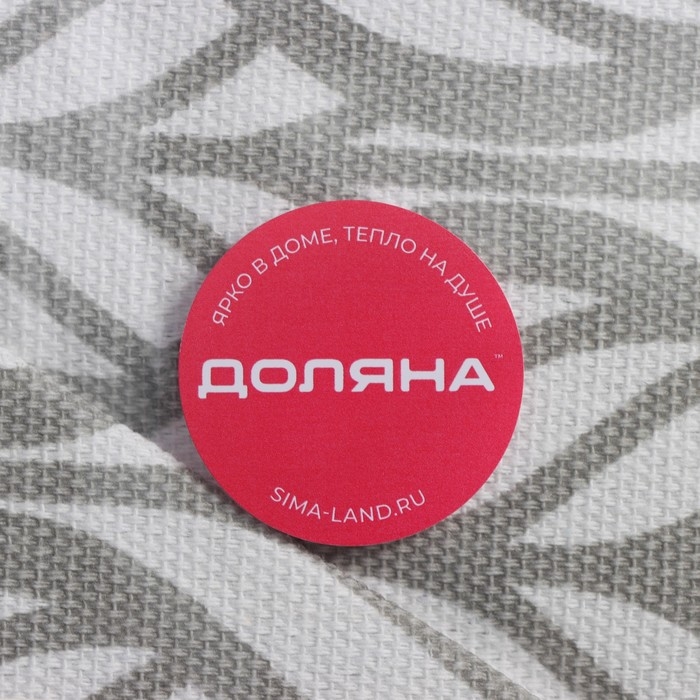 ЯРКО В ДОМЕ, ТЕПЛО НА ДУШЕ
ДОЛЯНА™
SIMA-LAND.RU